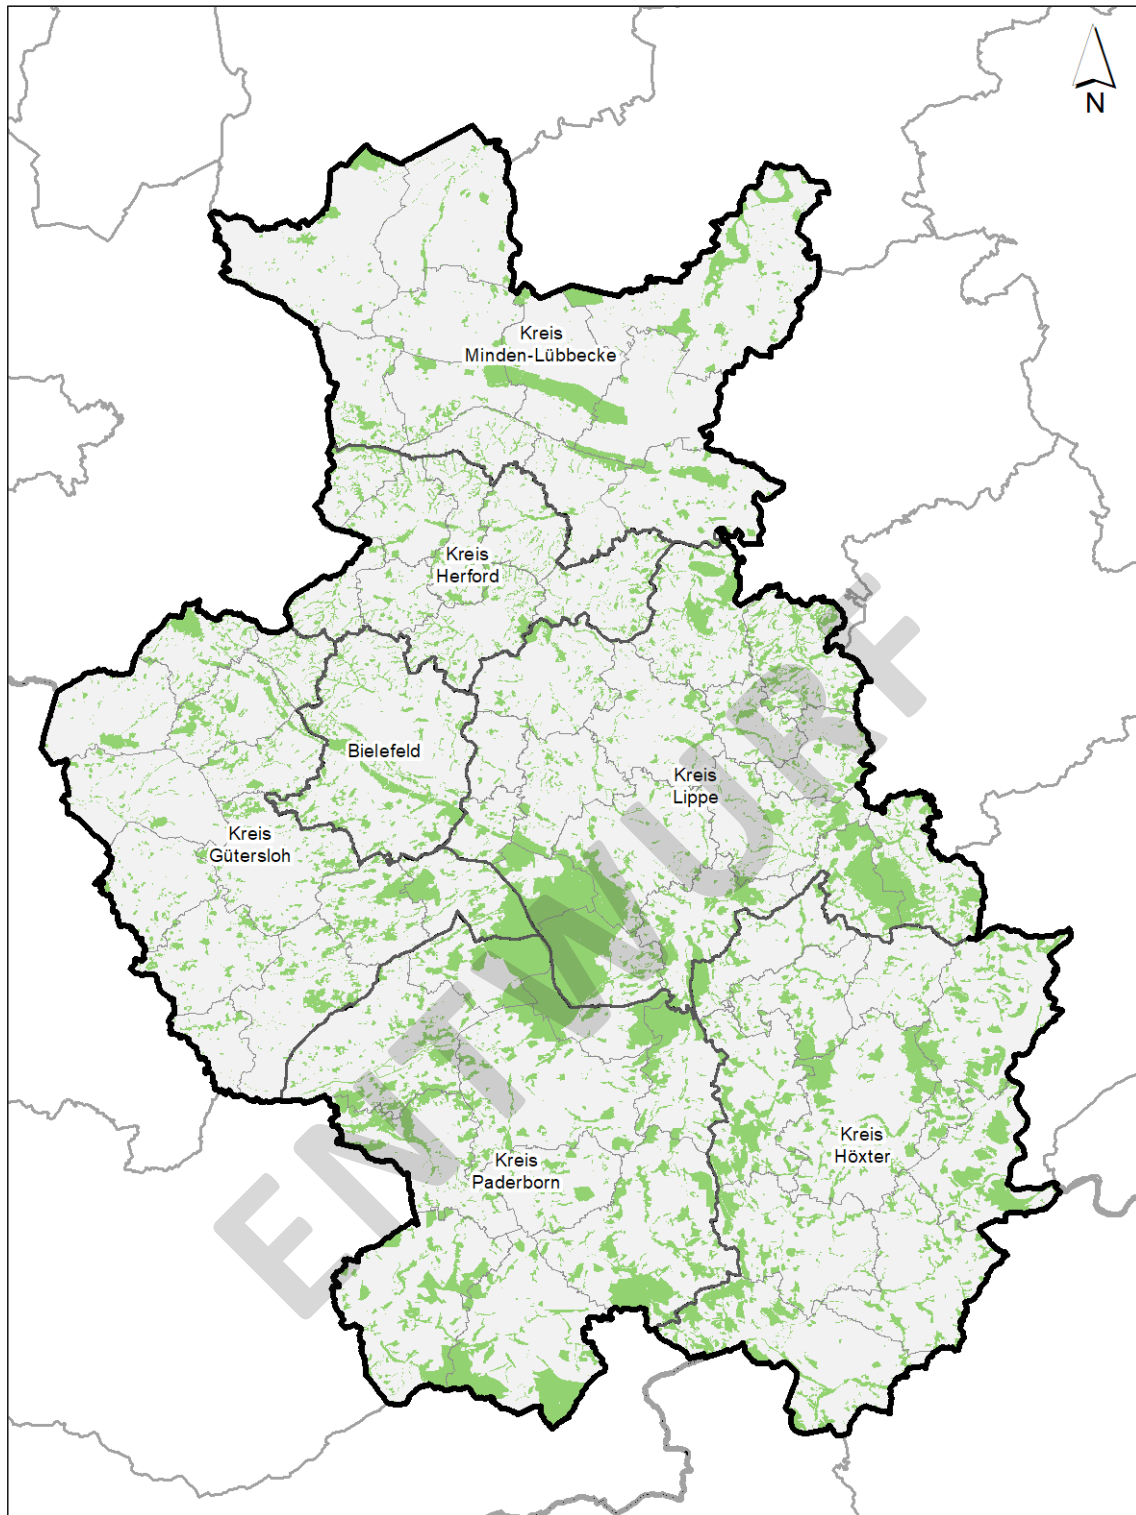 N
Kreis
Minden-Lübbecke
Kreis
Herford
Bielefeld
Kreis
Lippe
Kreis
Gütersloh
Kreis
Höxter
Kreis
Paderborn
ENTWURF